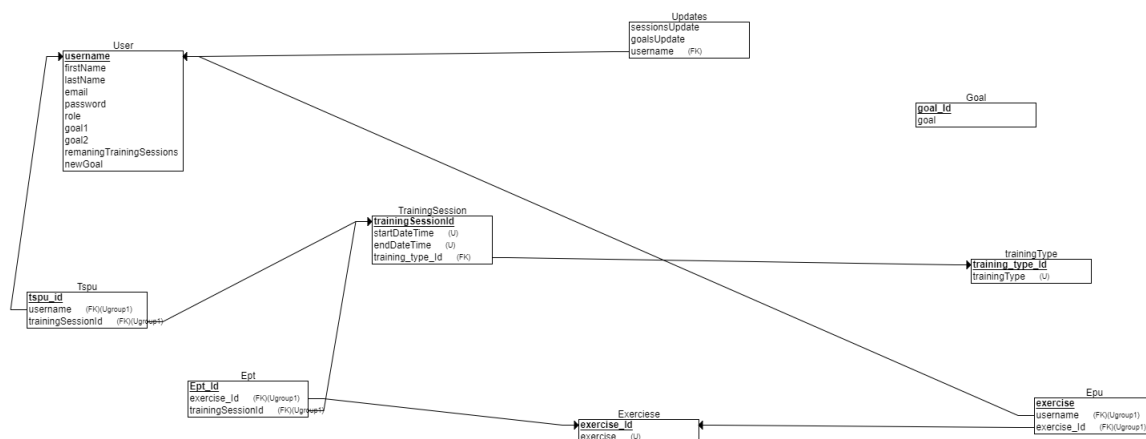 Updates
sessionsUpdate
goalsUpdate
username (FK)
User
username
firstName
lastName
email
password
role
goal1
goal2
remaningTrainingSessions
newGoal
Goal
goal_Id
goal
TrainingSession
trainingSessionId
startDateTime (U)
endDateTime (U)
training_type_Id (FK)
trainingType
training_type_Id
trainingType (U)
Tspu
tspu_id
username (FK)(Ugroup1)
trainingSessionId (FK)(Ugroup1)
Ept
Ept_Id
exercise_Id (FK)(Ugroup1)
trainingSessionId (FK)(Ugroup1)
Exerciese
exercise_Id
exercise (U)
Epu
exercise
username (FK)(Ugroup1)
exercise_Id (FK)(Ugroup1)